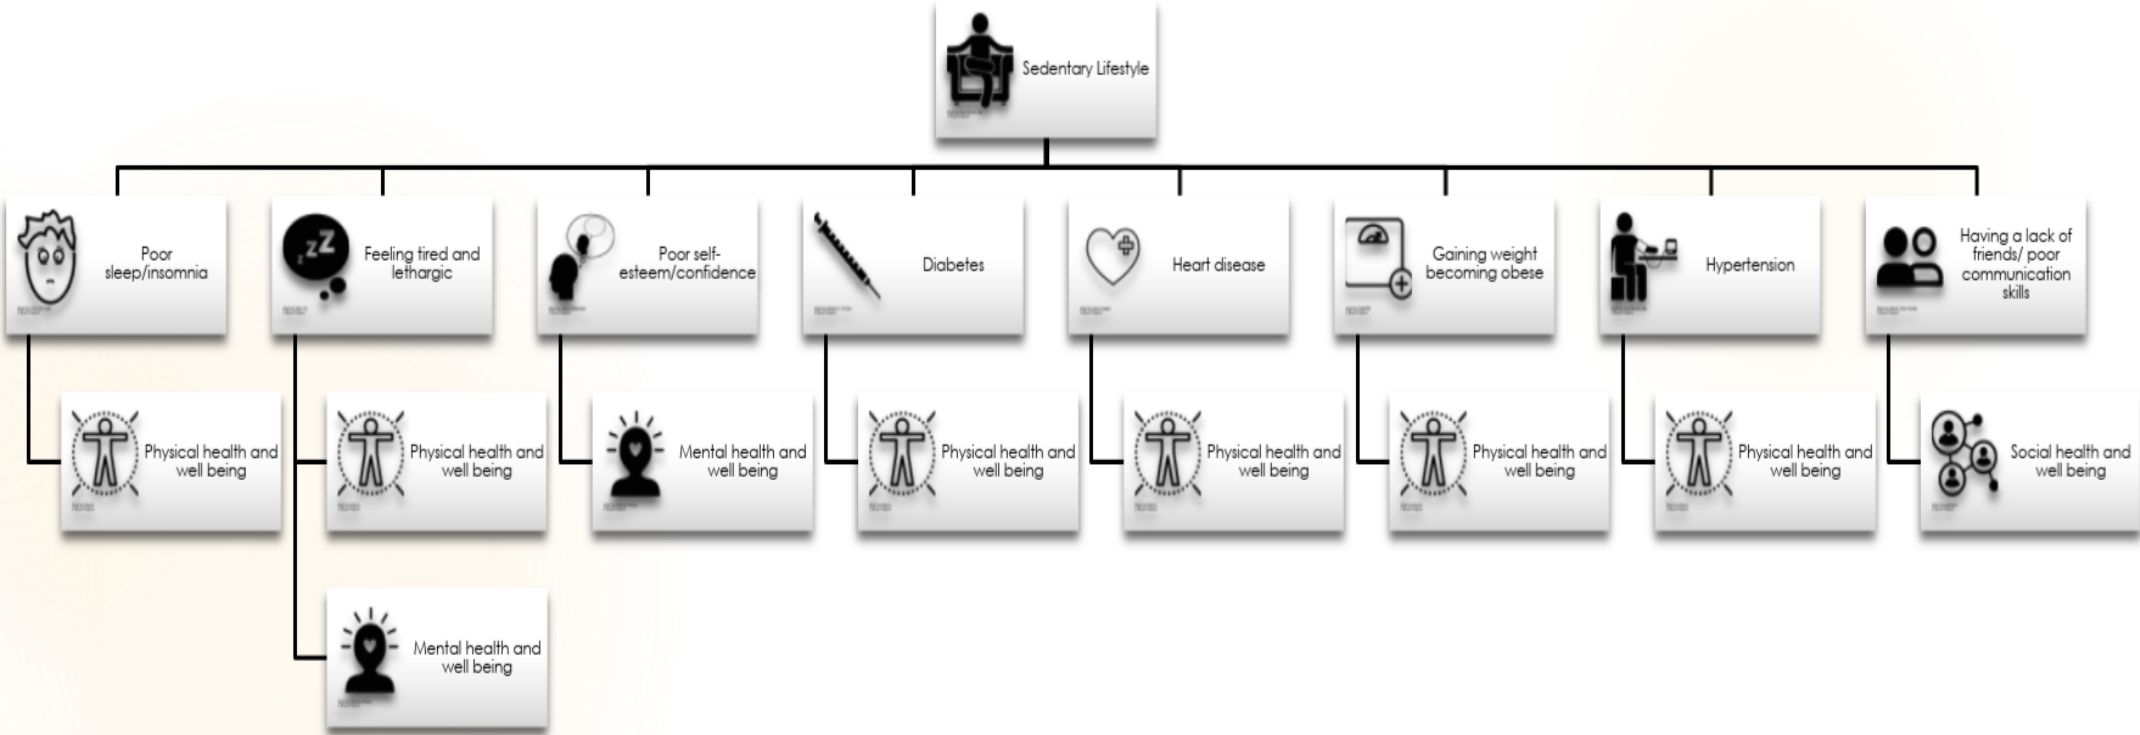 Sedentary Lifestyle
Poor
sleep/insomnia
Feeling tired and
lethargic
Poor self-
esteem/confidence
Diabetes
Heart disease
Gaining weight
becoming obese
Hypertension
Having a lack of
friends/ poor
communication
skills
Physical health and
well being
Physical health and
well being
Mental health and
well being
Physical health and
well being
Physical health and
well being
Physical health and
well being
Physical health and
well being
Social health and
well being
Mental health and
well being